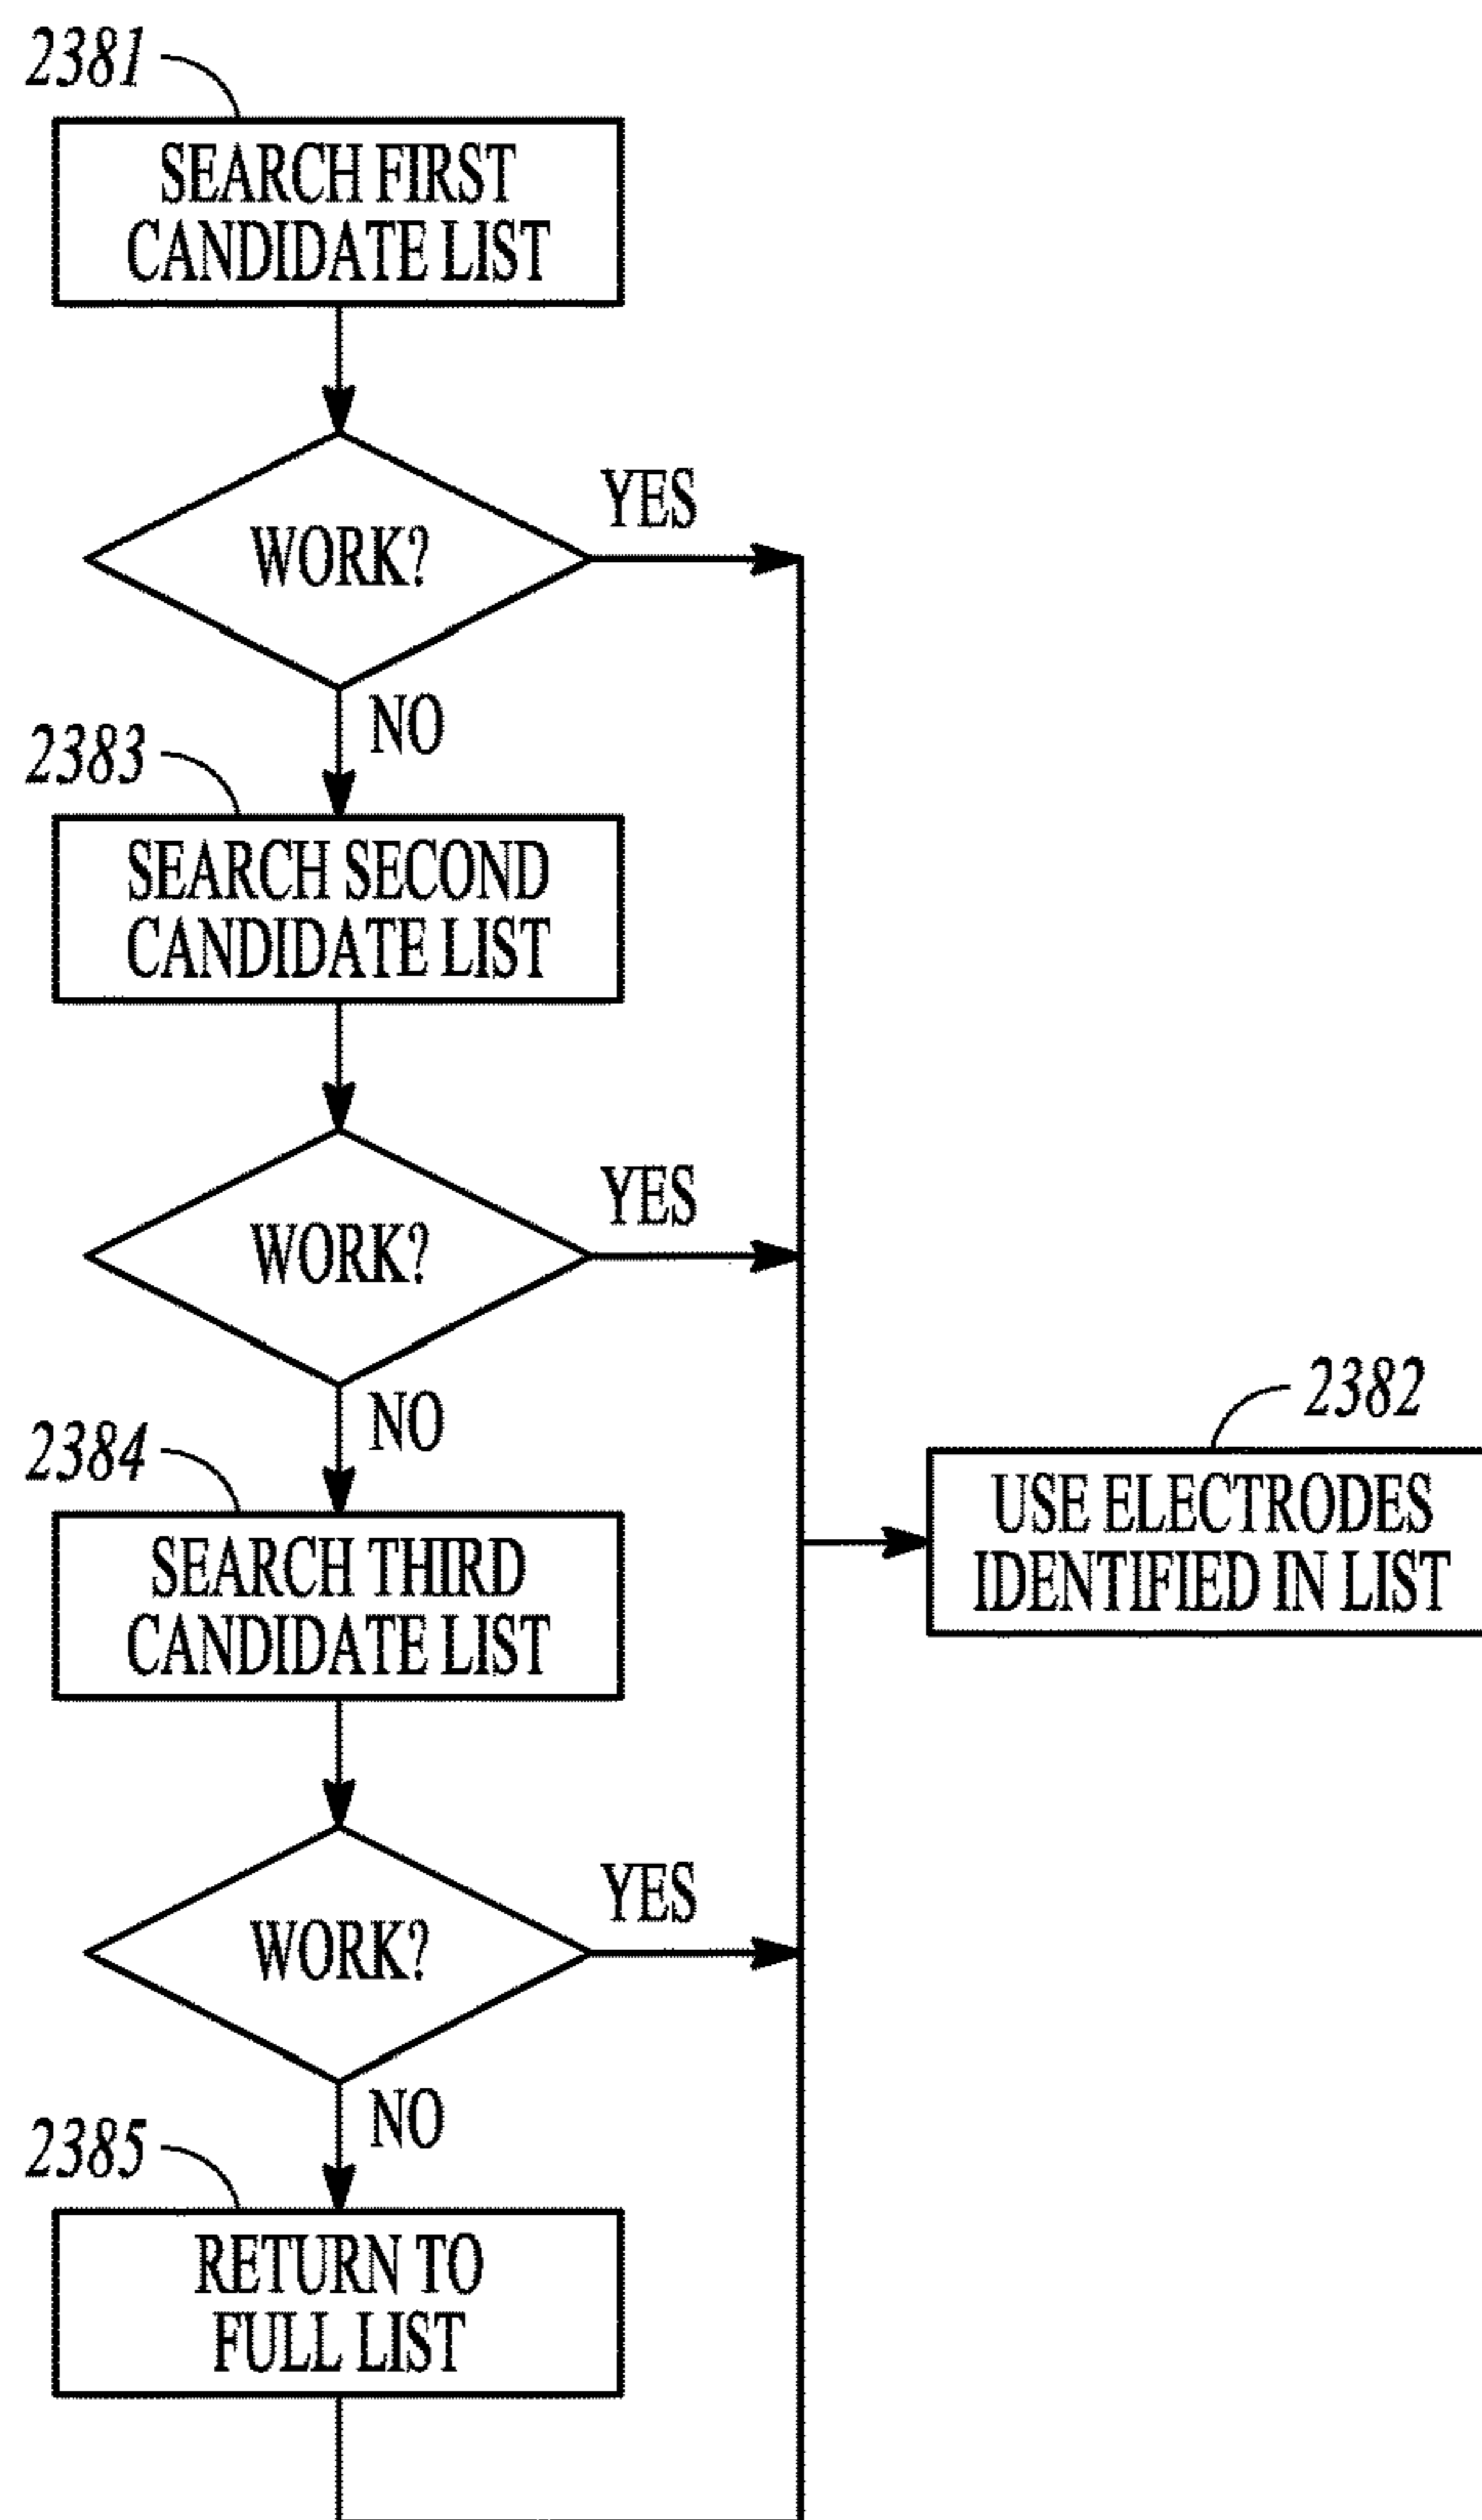 2381
SEARCH FIRST
CANDIDATE LIST
WORK?
YES
NO
2383
SEARCH SECOND
CANDIDATE LIST
WORK?
YES
NO
2382
USE ELECTRODES
IDENTIFIED IN LIST
2384
SEARCH THIRD
CANDIDATE LIST
WORK?
YES
NO
2385
RETURN TO
FULL LIST